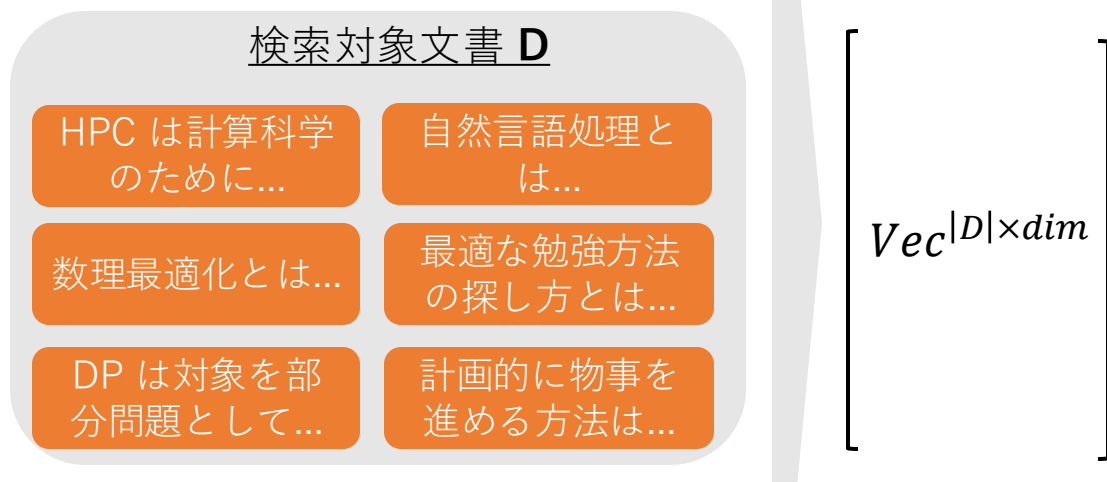 検索対象文書 D
HPC は計算科学
のために...
自然言語処理と
は...
数理最適化とは...
最適な勉強方法
の探し方とは...
DP は対象を部
分問題として...
計画的に物事を
進める方法は...
Vec^{|D|×dim}